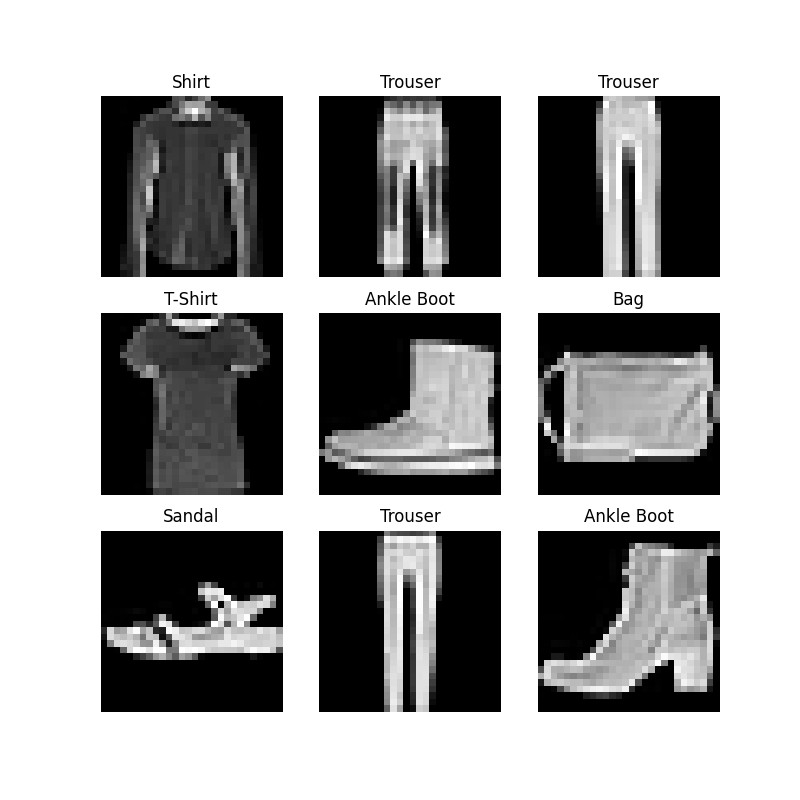 Shirt
Trouser
Trouser
T-Shirt
Ankle Boot
Bag
Sandal
Trouser
Ankle Boot